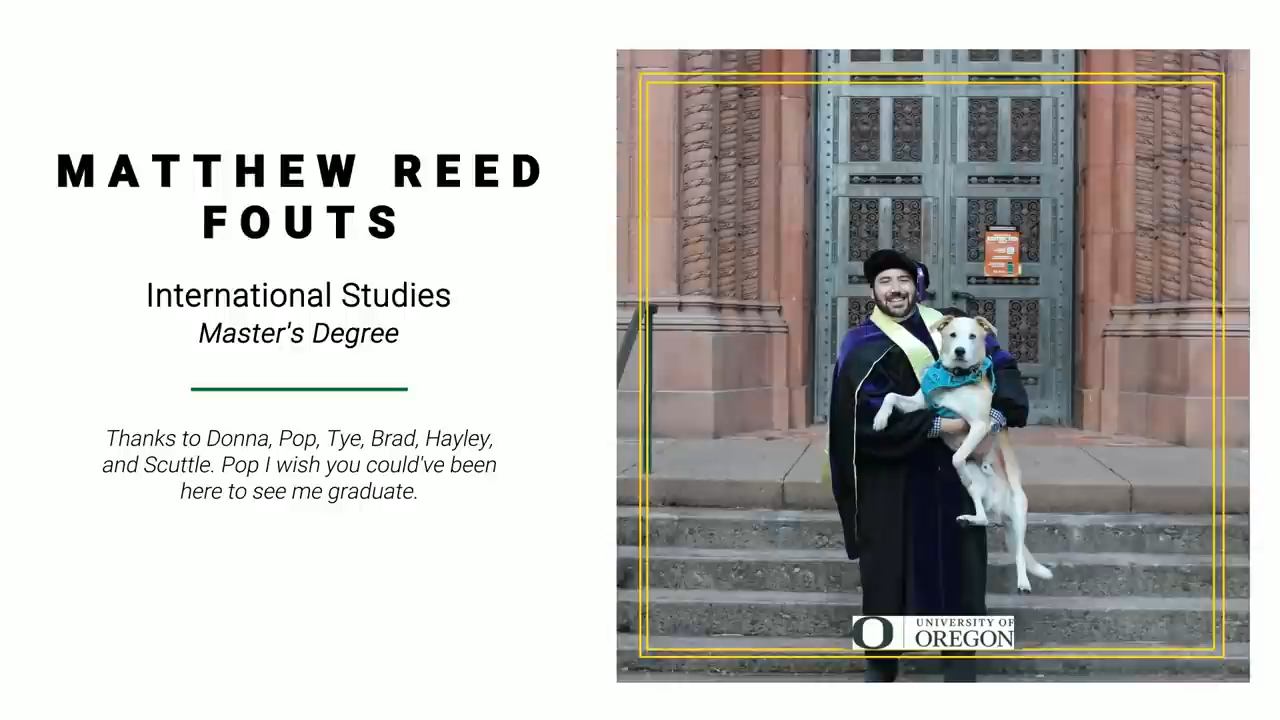 MATTHEW REED
FOUTS
International Studies
Master's Degree
Thanks to Donna, Pop, Tye, Brad, Hayley,
and Scuttle. Pop I wish you could've been
here to see me graduate.
O
UNIVERSITY OF
OREGON